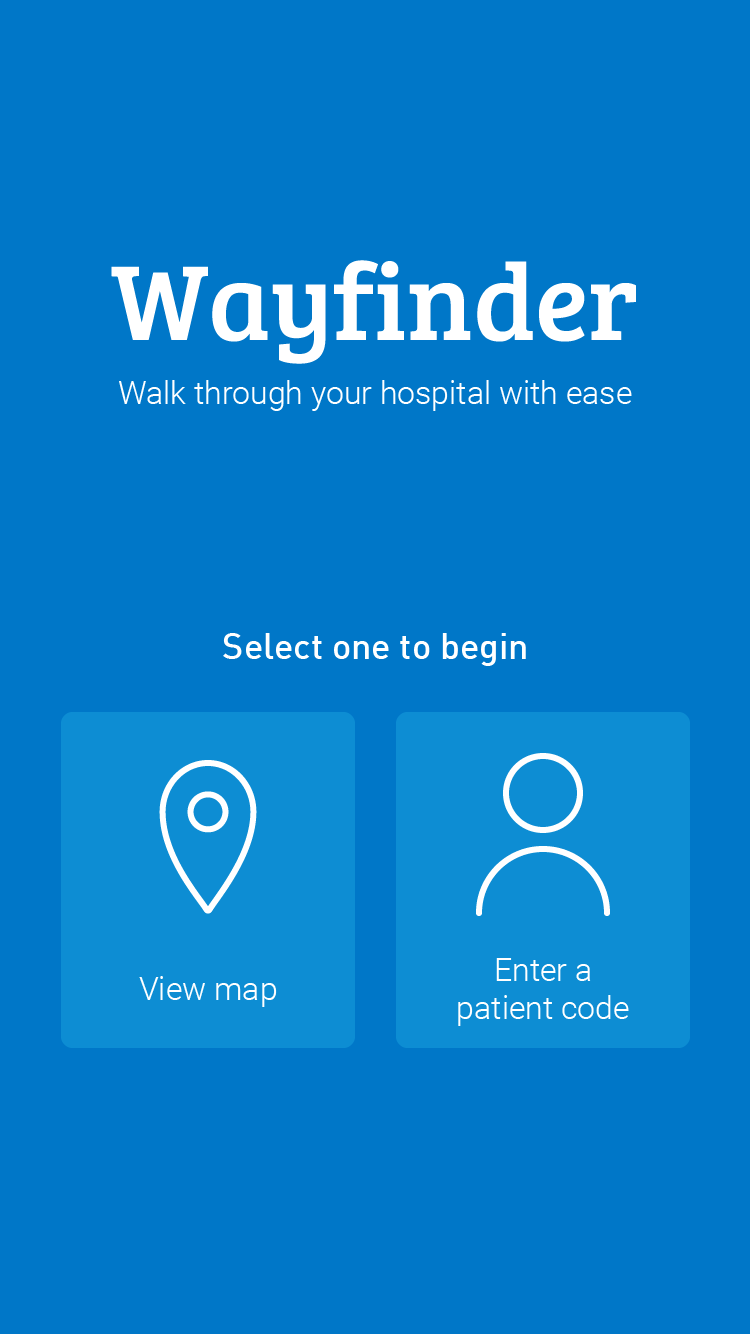 Wayfinder
Walk through your hospital with ease
Select one to begin
View map
Enter a
patient code